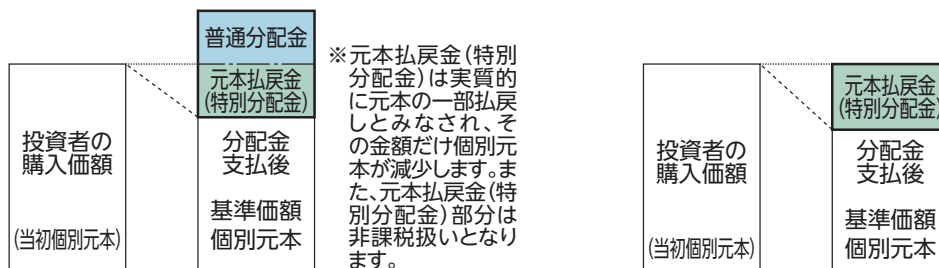 普通分配金
元本払戻金
(特別分配金)
投資者の
購入価額
(当初個別元本)
分配金
支払後
基準価額
個別元本
※元本払戻金(特別
分配金)は実質的
に元本の一部払戻
しとみなされ、そ
の金額だけ個別元
本が減少します。ま
た、元本払戻金(特
別分配金)部分は
非課税扱いとなり
ます。
投資者の
購入価額
(当初個別元本)
元本払戻金
(特別分配金)
分配金
支払後
基準価額
個別元本